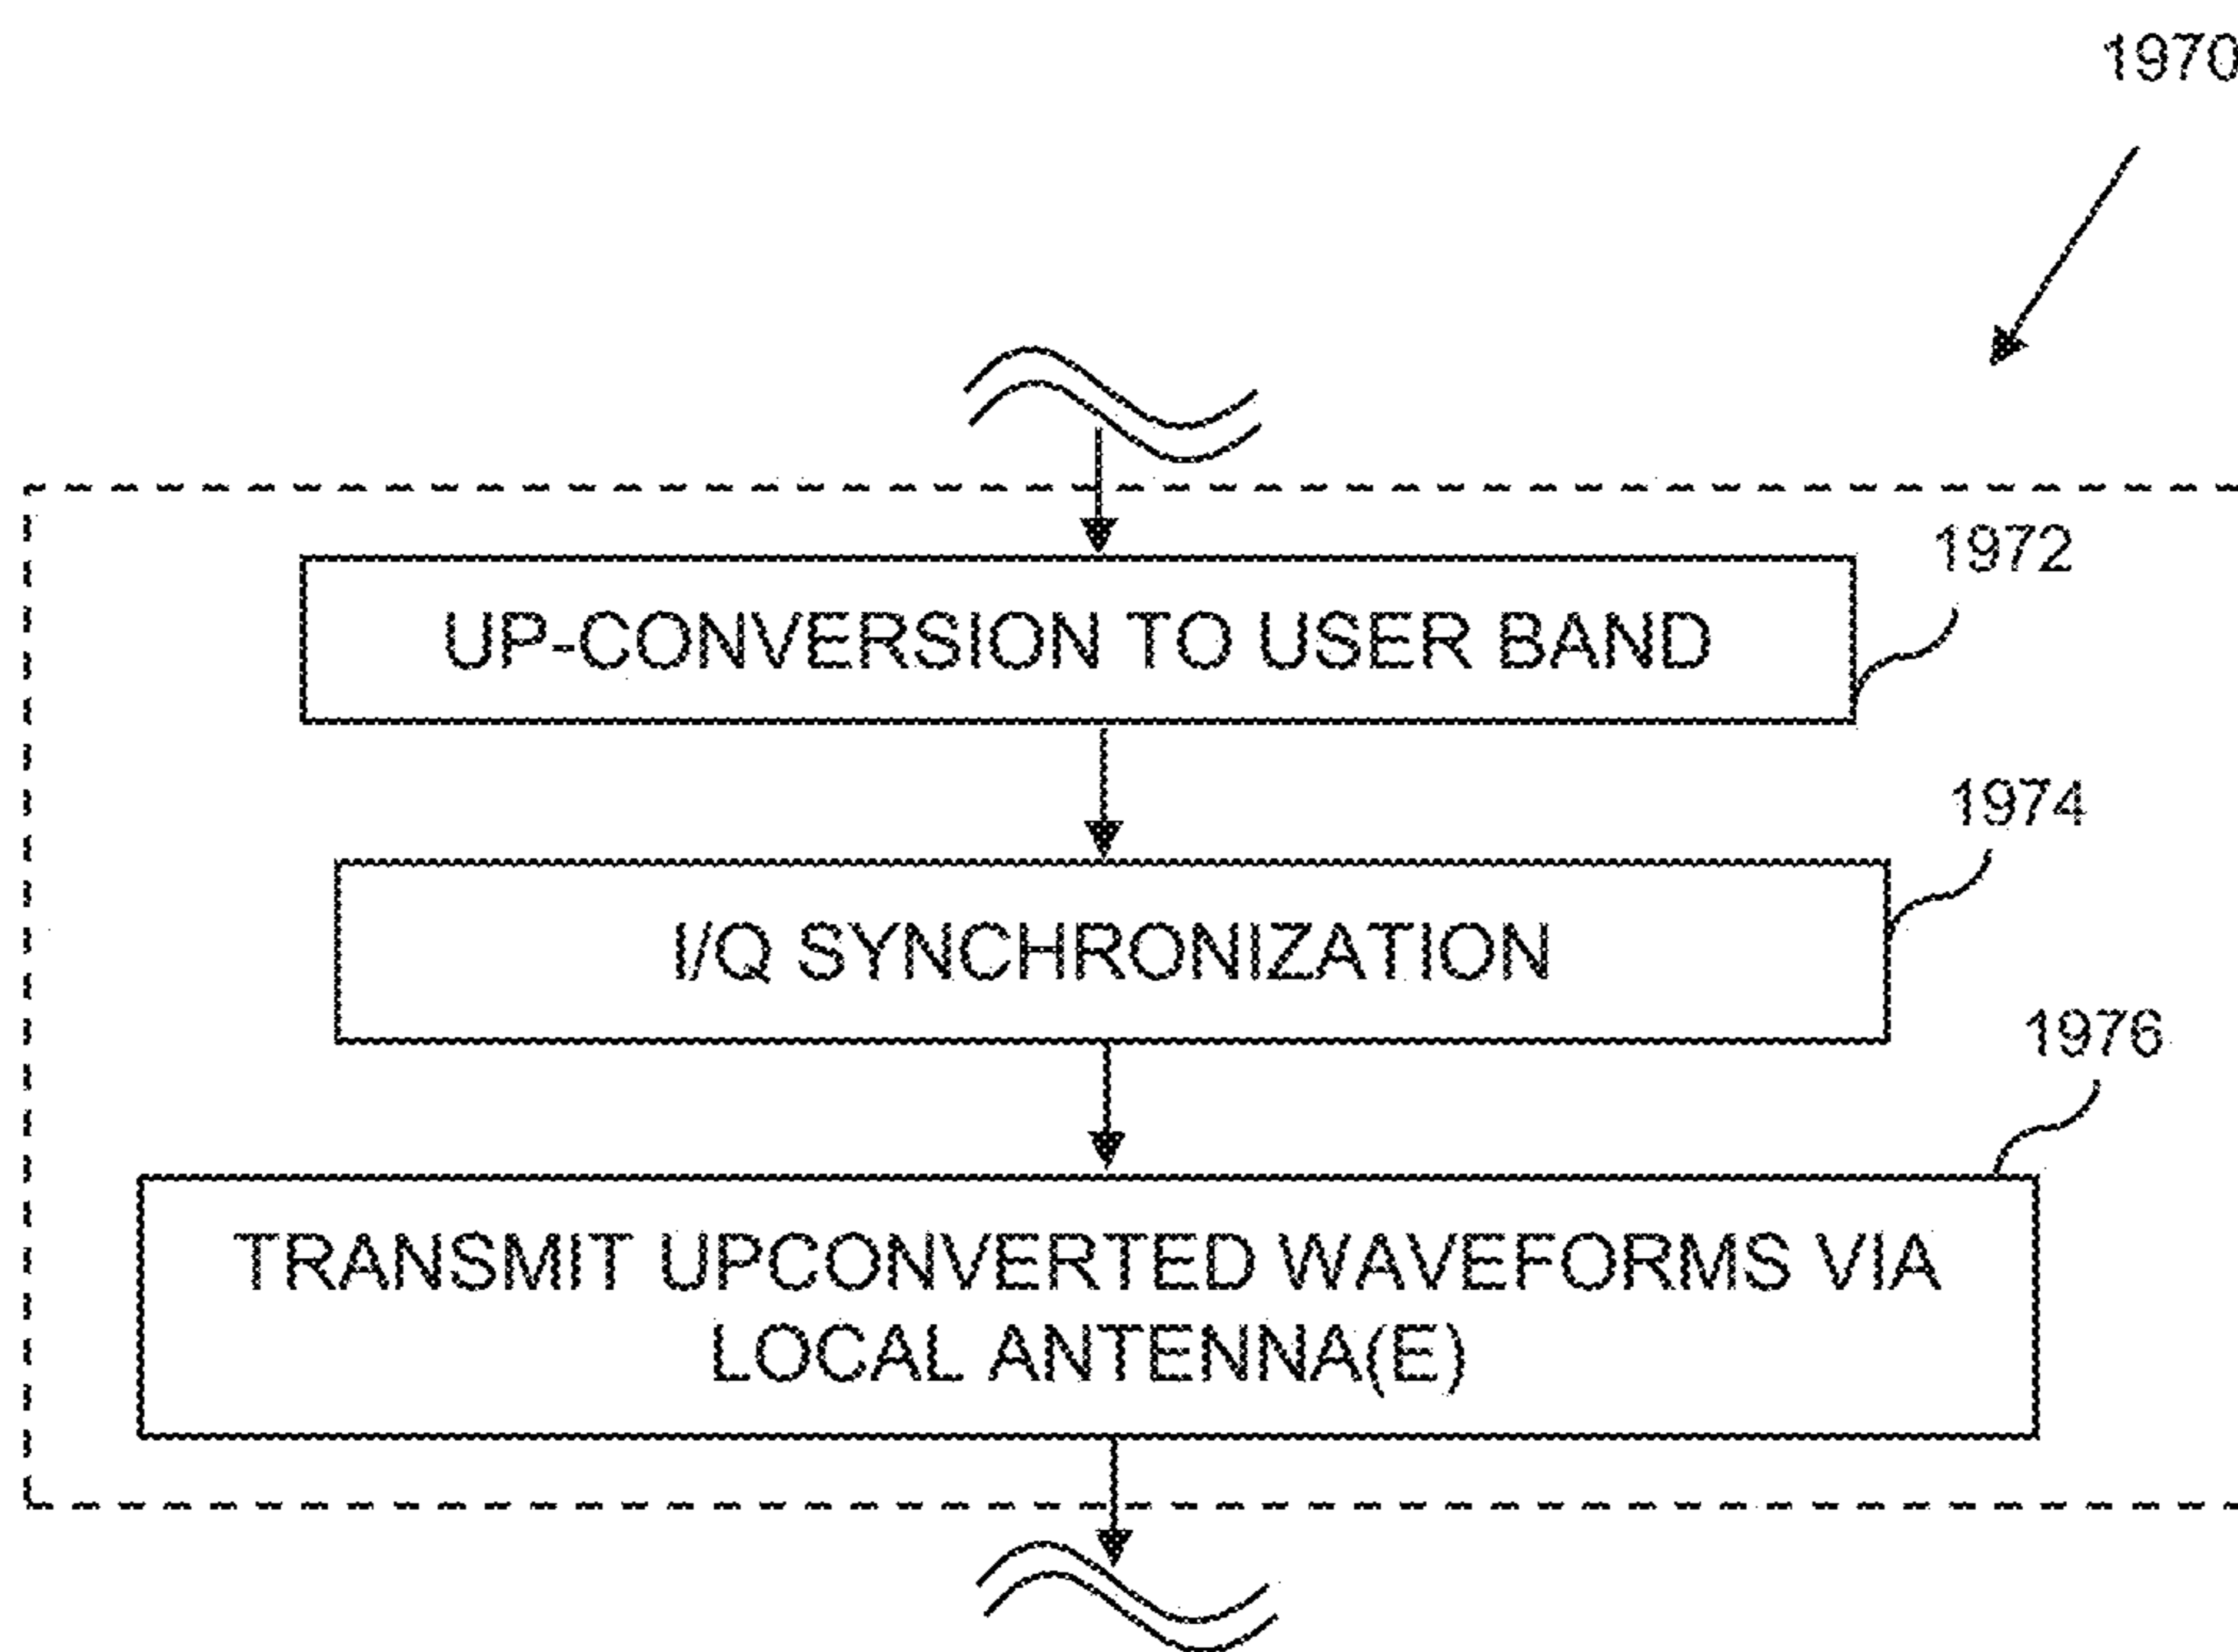 1970
1972
UP-CONVERSION TO USER BAND
1974
I/Q SYNCHRONIZATION
1976
TRANSMIT UPCONVERTED WAVEFORMS VIA
LOCAL ANTENNA(E)